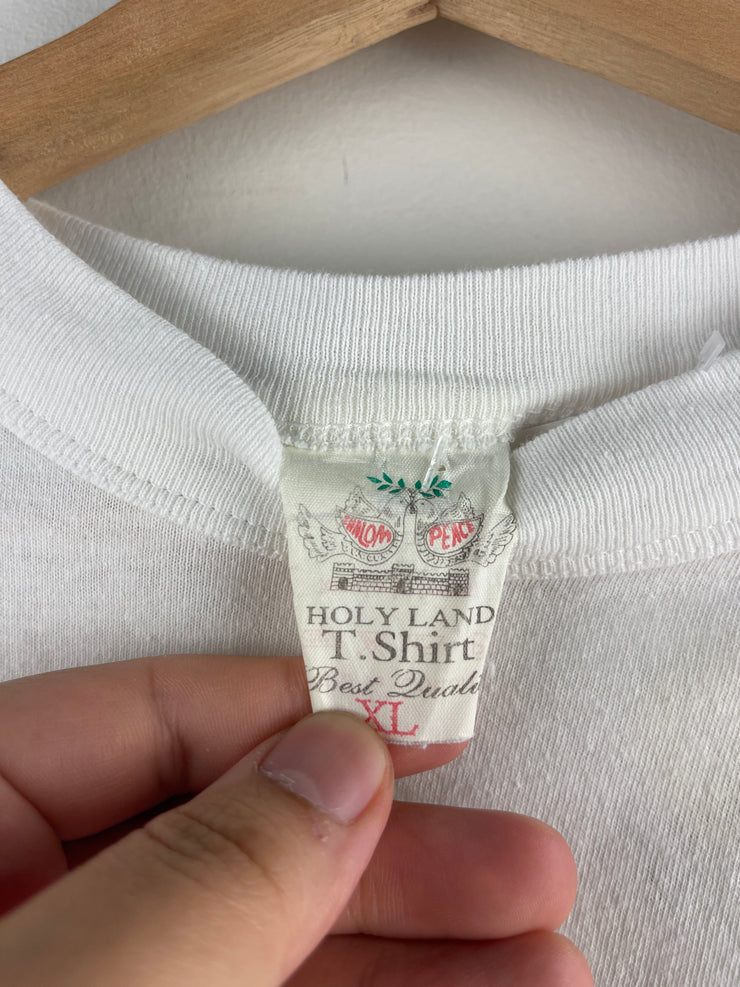 SHALOM PEACE
HOLY LAND
T.Shirt
Best Quali
XL